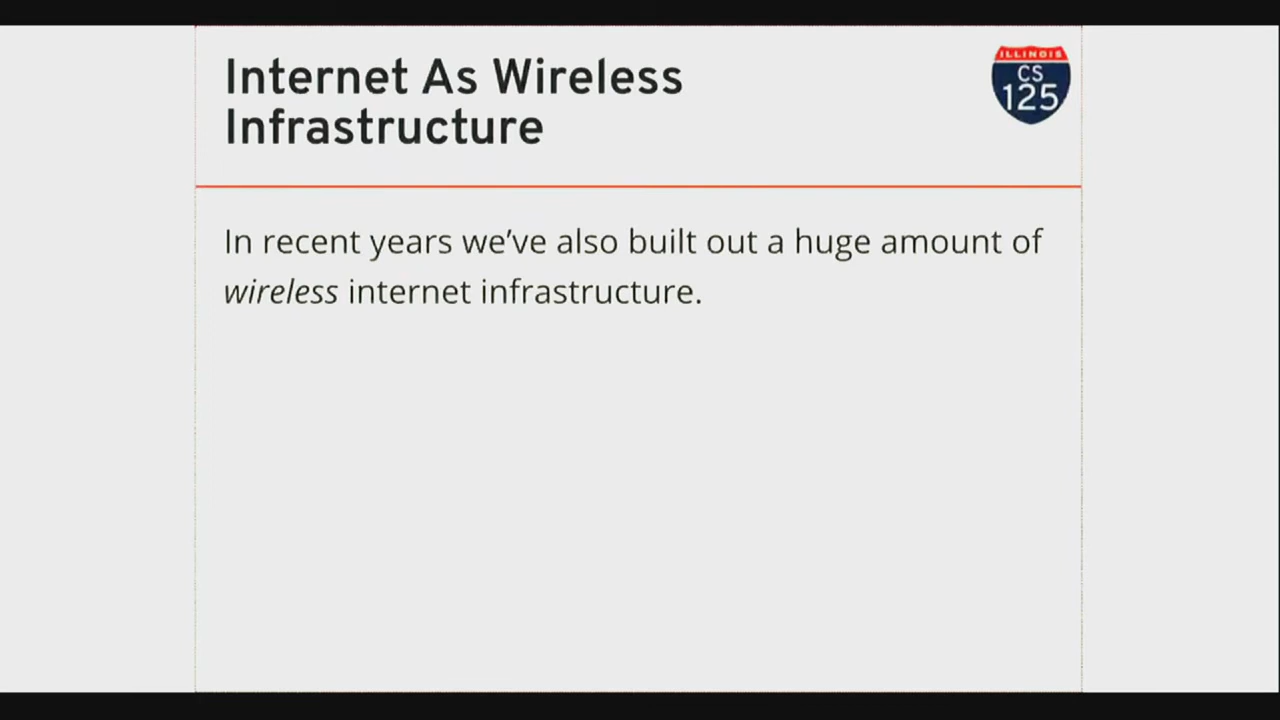 Internet As Wireless
Infrastructure
ILLINOIS
CS
125
In recent years we’ve also built out a huge amount of
wireless internet infrastructure.